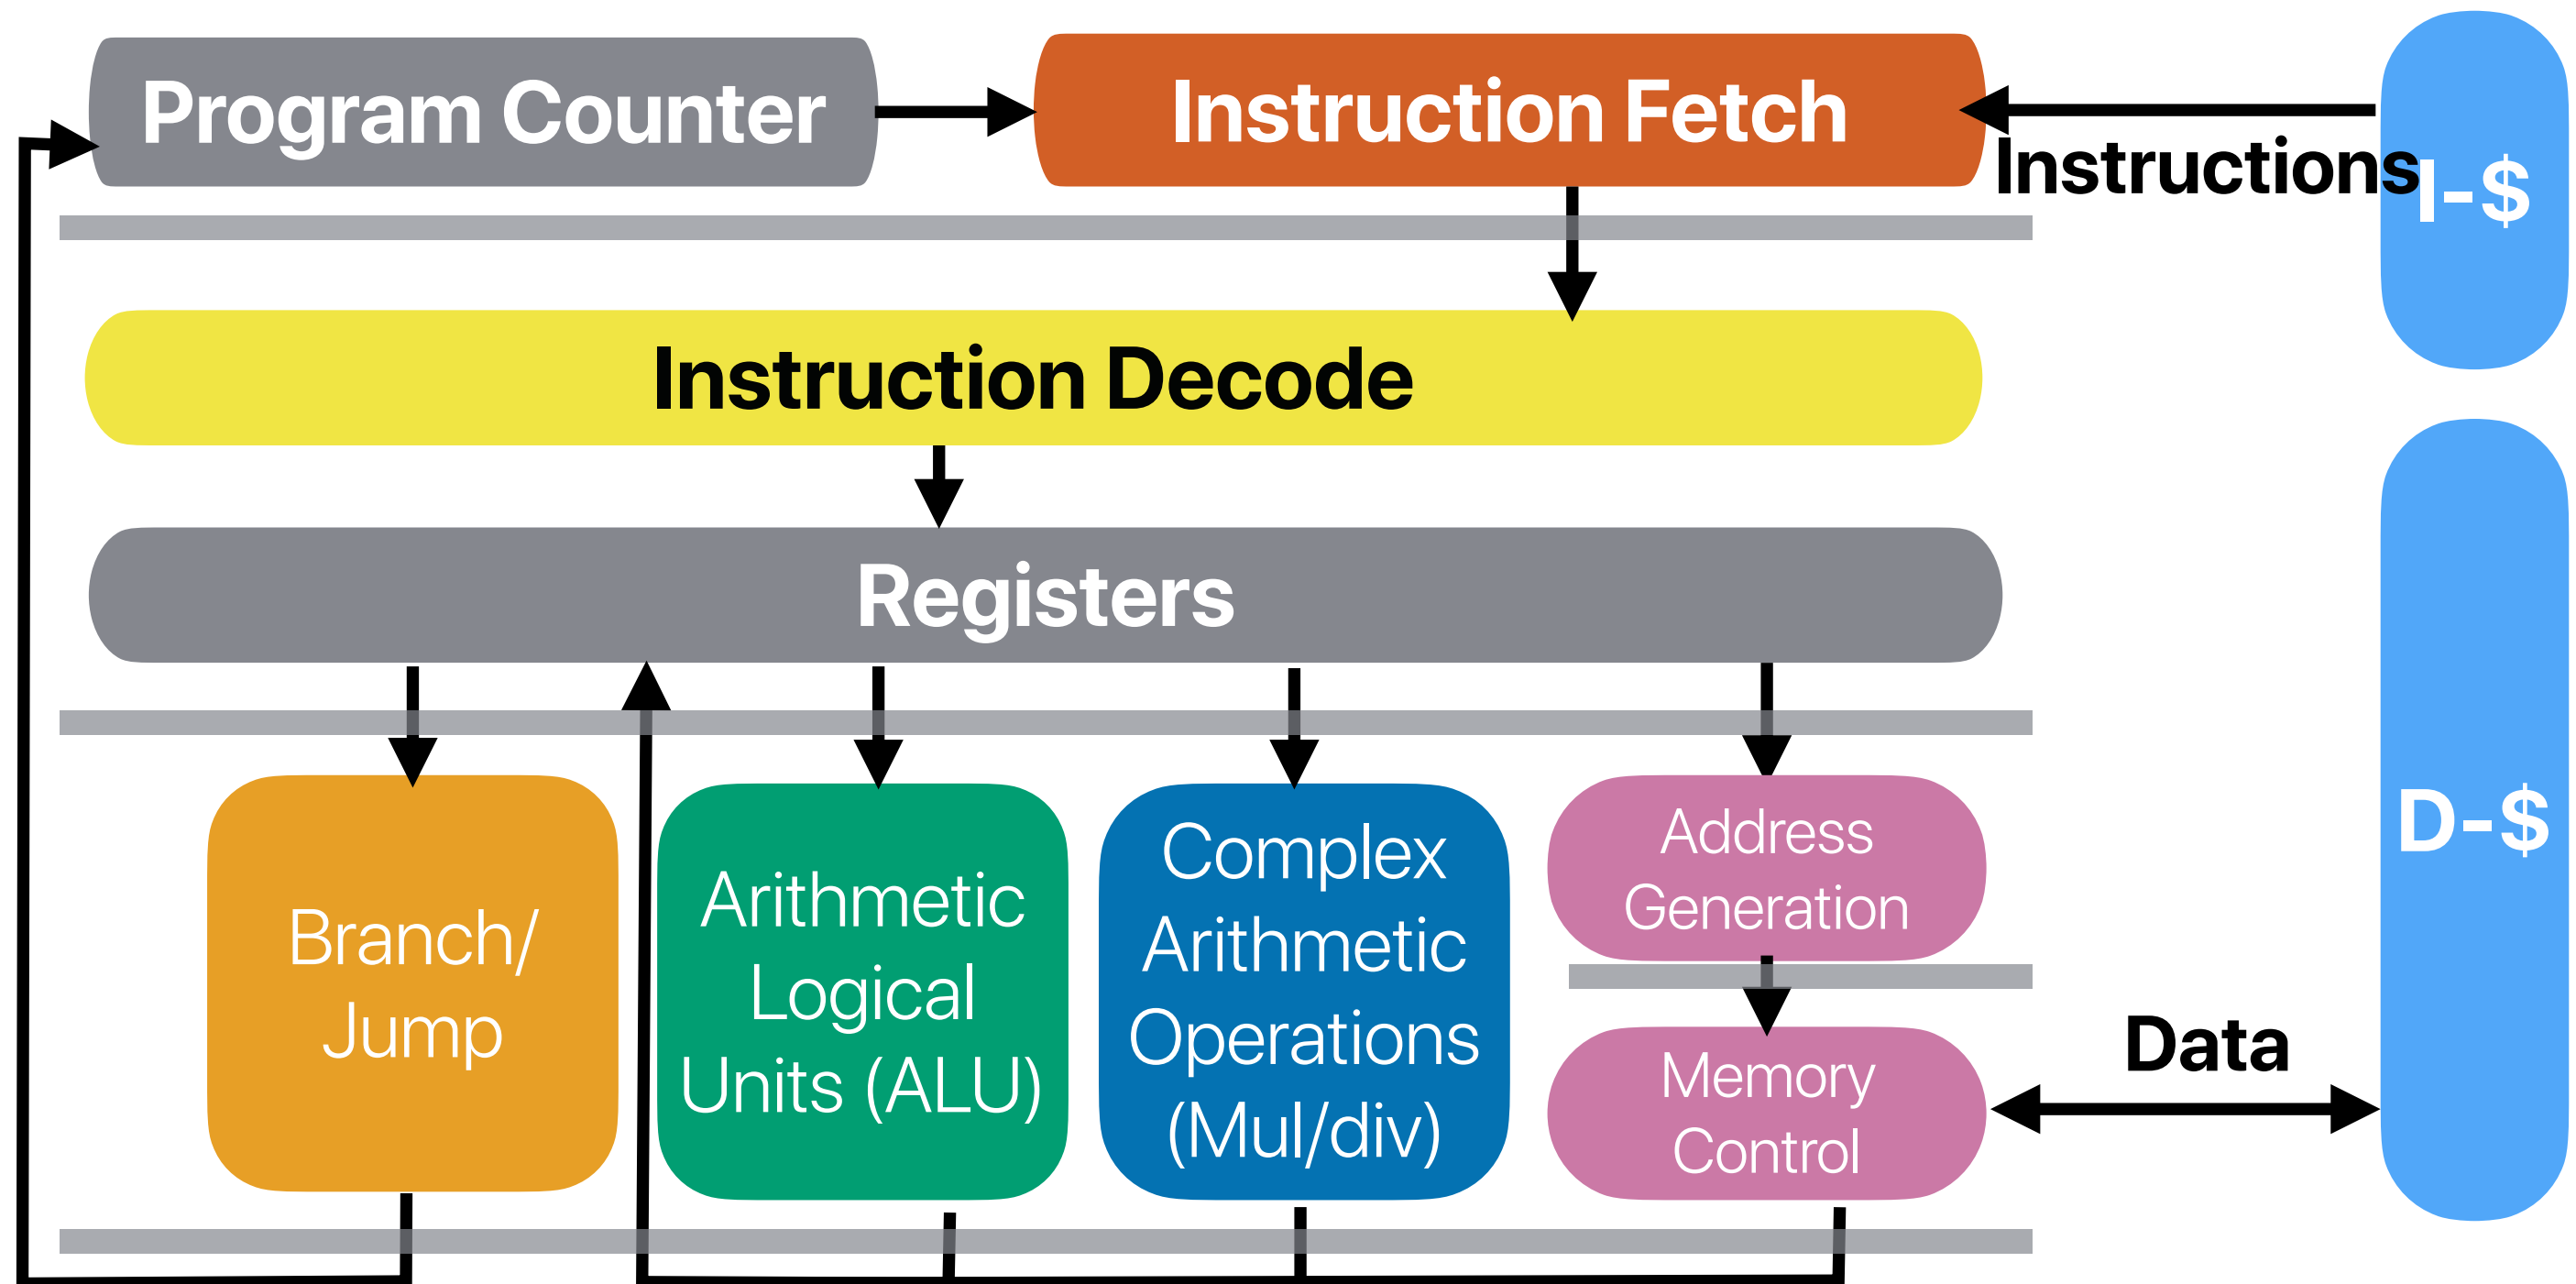 Program Counter
Instruction Fetch
Instructions
I-$
Instruction Decode
Registers
Branch/
Jump
Arithmetic
Logical
Units (ALU)
Complex
Arithmetic
Operations
(Mul/div)
Address
Generation
Memory
Control
Data
D-$